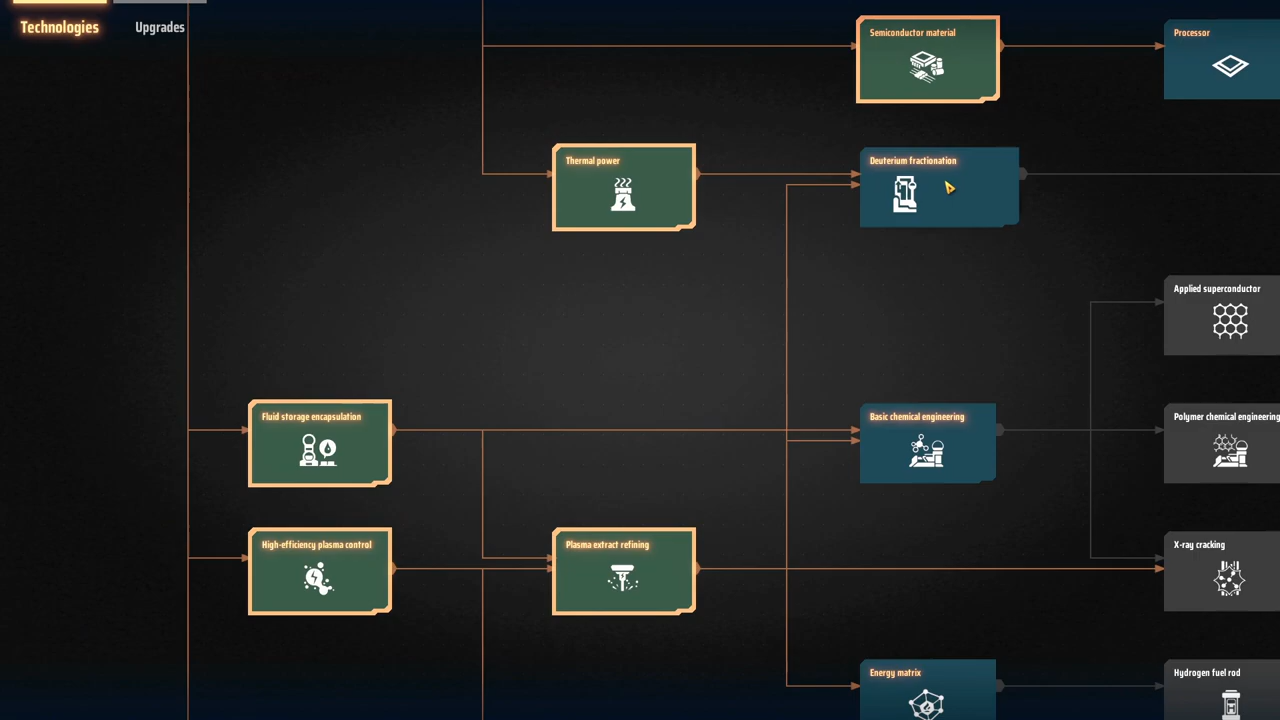 Technologies
Upgrades
Semiconductor material
Processor
Thermal power
Deuterium fractionation
Applied superconductor
Fluid storage encapsulation
Basic chemical engineering
Polymer chemical engineering
High-efficiency plasma control
Plasma extract refining
X-ray cracking
Energy matrix
Hydrogen fuel rod